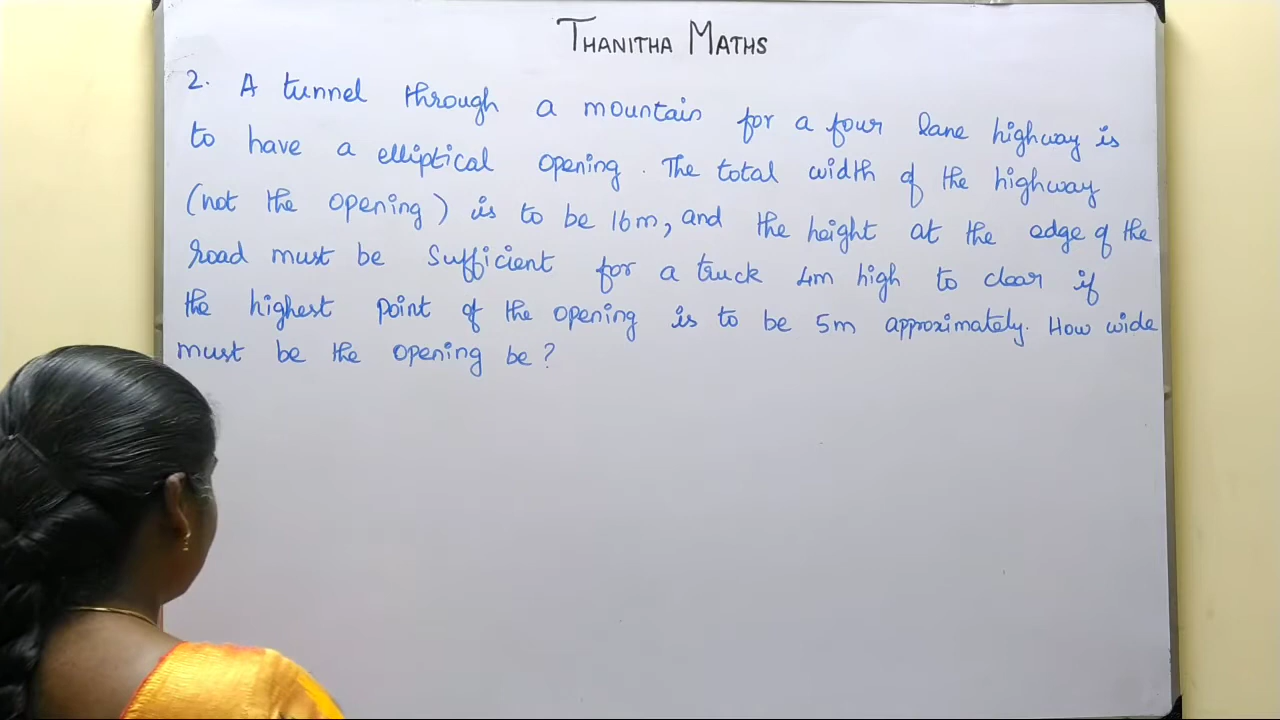 THANITHA MATHS
2. A tunnel through a mountain for a four lane highway is
to have a elliptical opening. The total width of the highway
(not the opening) is to be 16m, and the height at the edge of the
road must be Sufficient for a truck 4m high to clear if
the highest point of the opening is to be 5m approximately. How wide
must be the opening be?